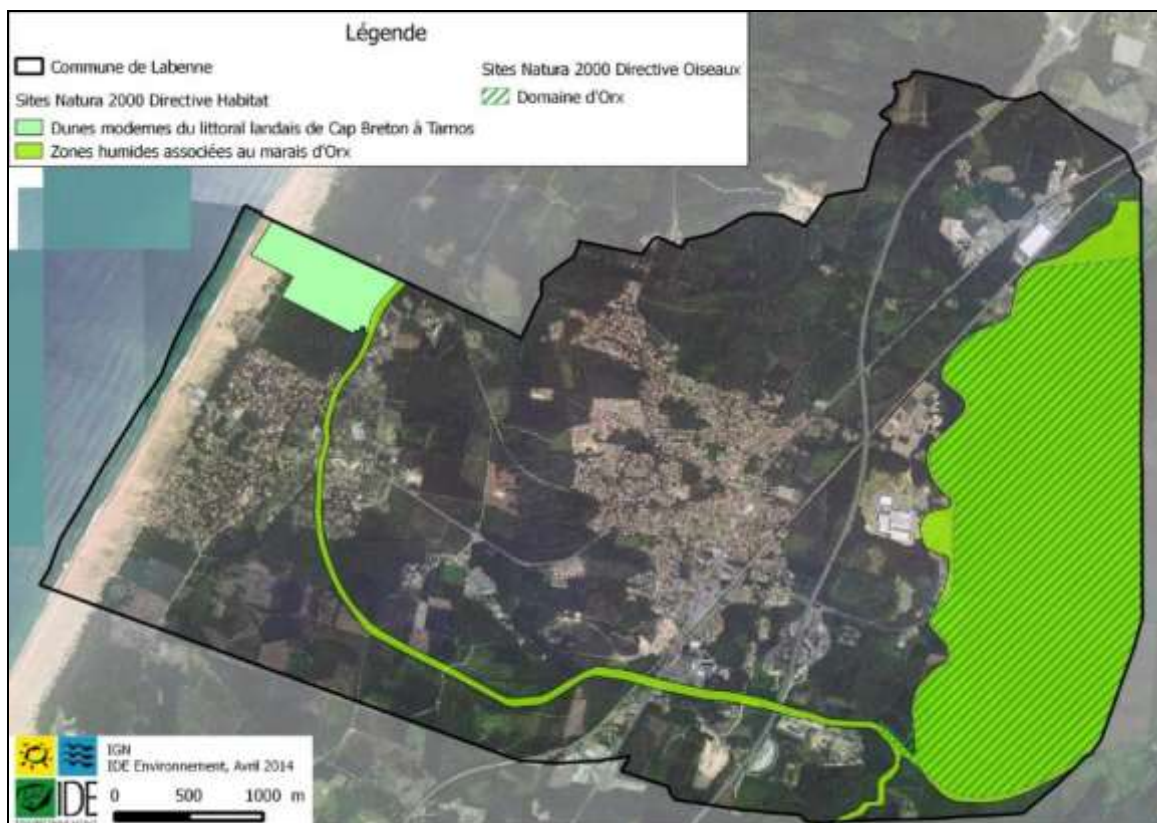 Légende
Commune de Labenne
Sites Natura 2000 Directive Habitat
Dunes modernes du littoral landais de Cap Breton à Tarnos
Zones humides associées au marais d'Orx
Sites Natura 2000 Directive Oiseaux
Domaine d'Orx
IGN
IDE Environnement, Avril 2014
IDE
0 500 1000 m